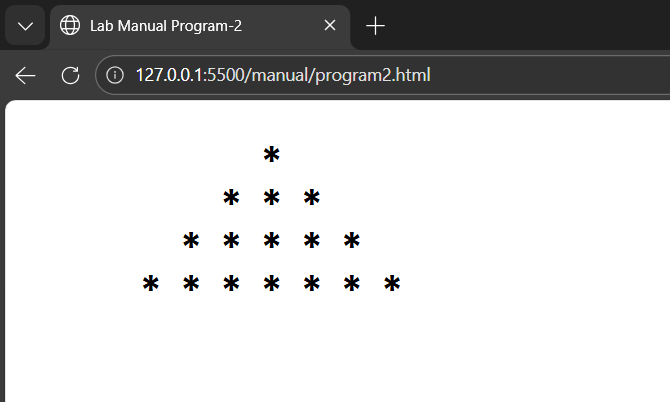 Lab Manual Program-2
127.0.0.1:5500/manual/program2.html
*
* * *
* * * * *
* * * * * * *